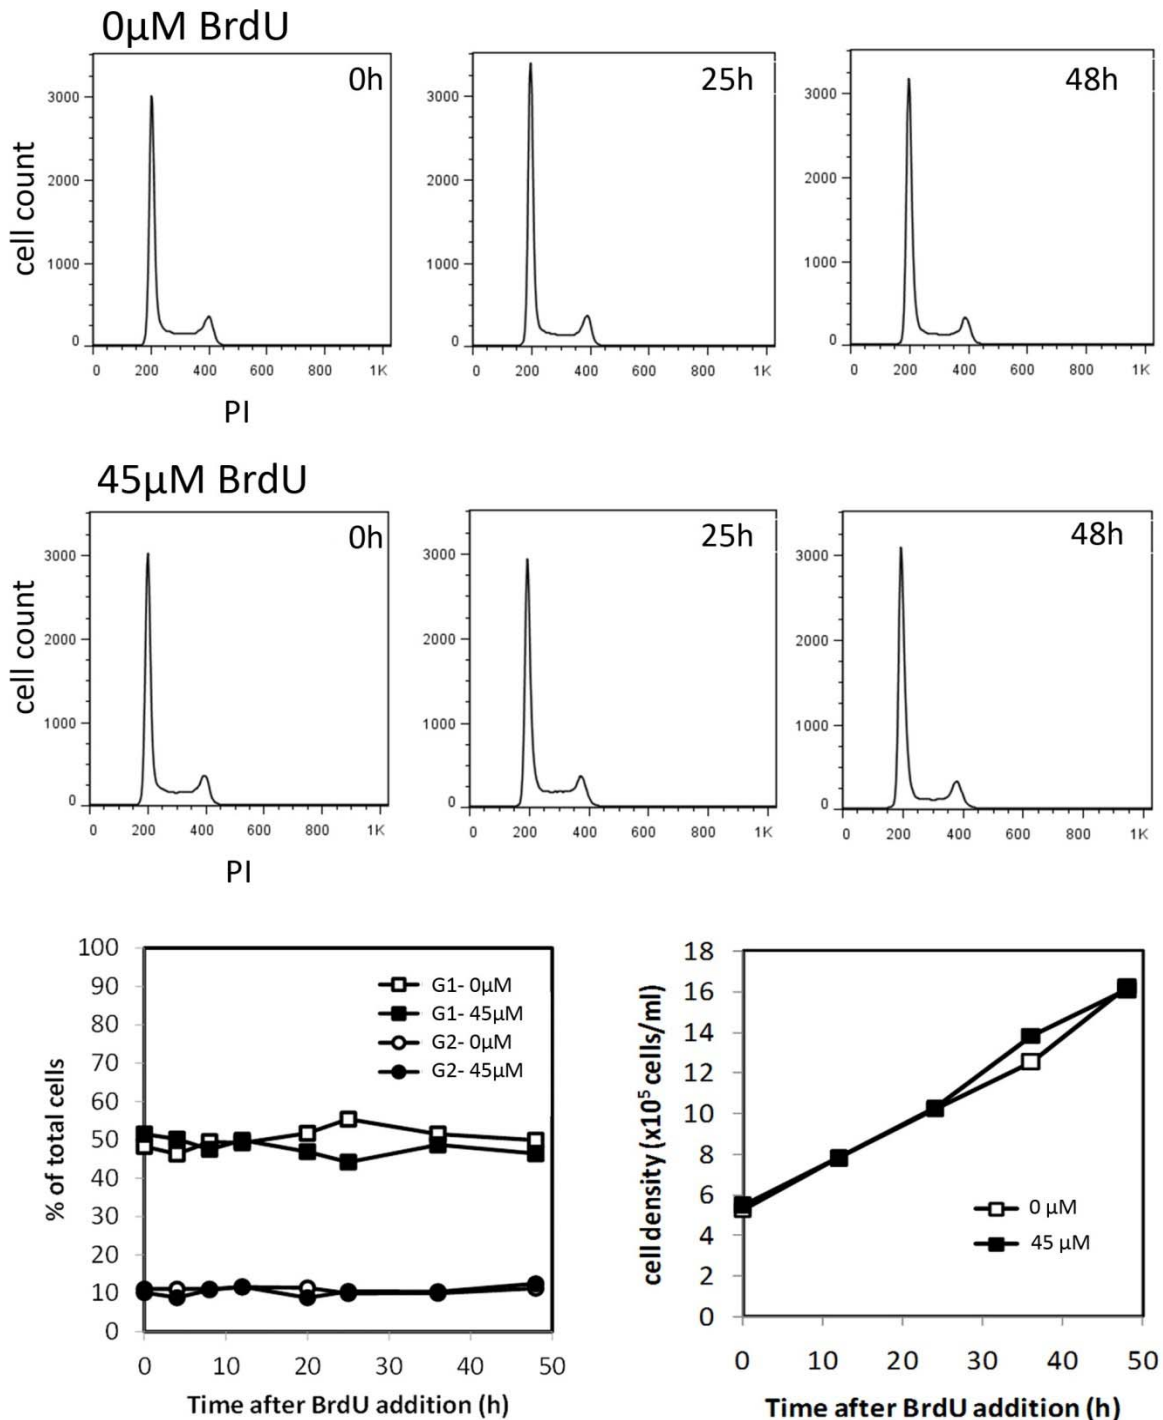 0µM BrdU
cell count
3000
2000
1000
0
0h
0 200 400 600 800 1K
PI
3000
2000
1000
0
25h
0 200 400 600 800 1K
3000
2000
1000
0
48h
0 200 400 600 800 1K
45µM BrdU
cell count
3000
2000
1000
0
0h
0 200 400 600 800 1K
PI
3000
2000
1000
0
25h
0 200 400 600 800 1K
3000
2000
1000
0
48h
0 200 400 600 800 1K
% of total cells
100
90
80
70
60
50
40
30
20
10
0
G1- 0µM
G1- 45µM
G2- 0µM
G2- 45µM
0 10 20 30 40 50
Time after BrdU addition (h)
cell density (x10⁵ cells/ml)
18
16
14
12
10
8
6
4
2
0
0 µM
45 µM
0 10 20 30 40 50
Time after BrdU addition (h)